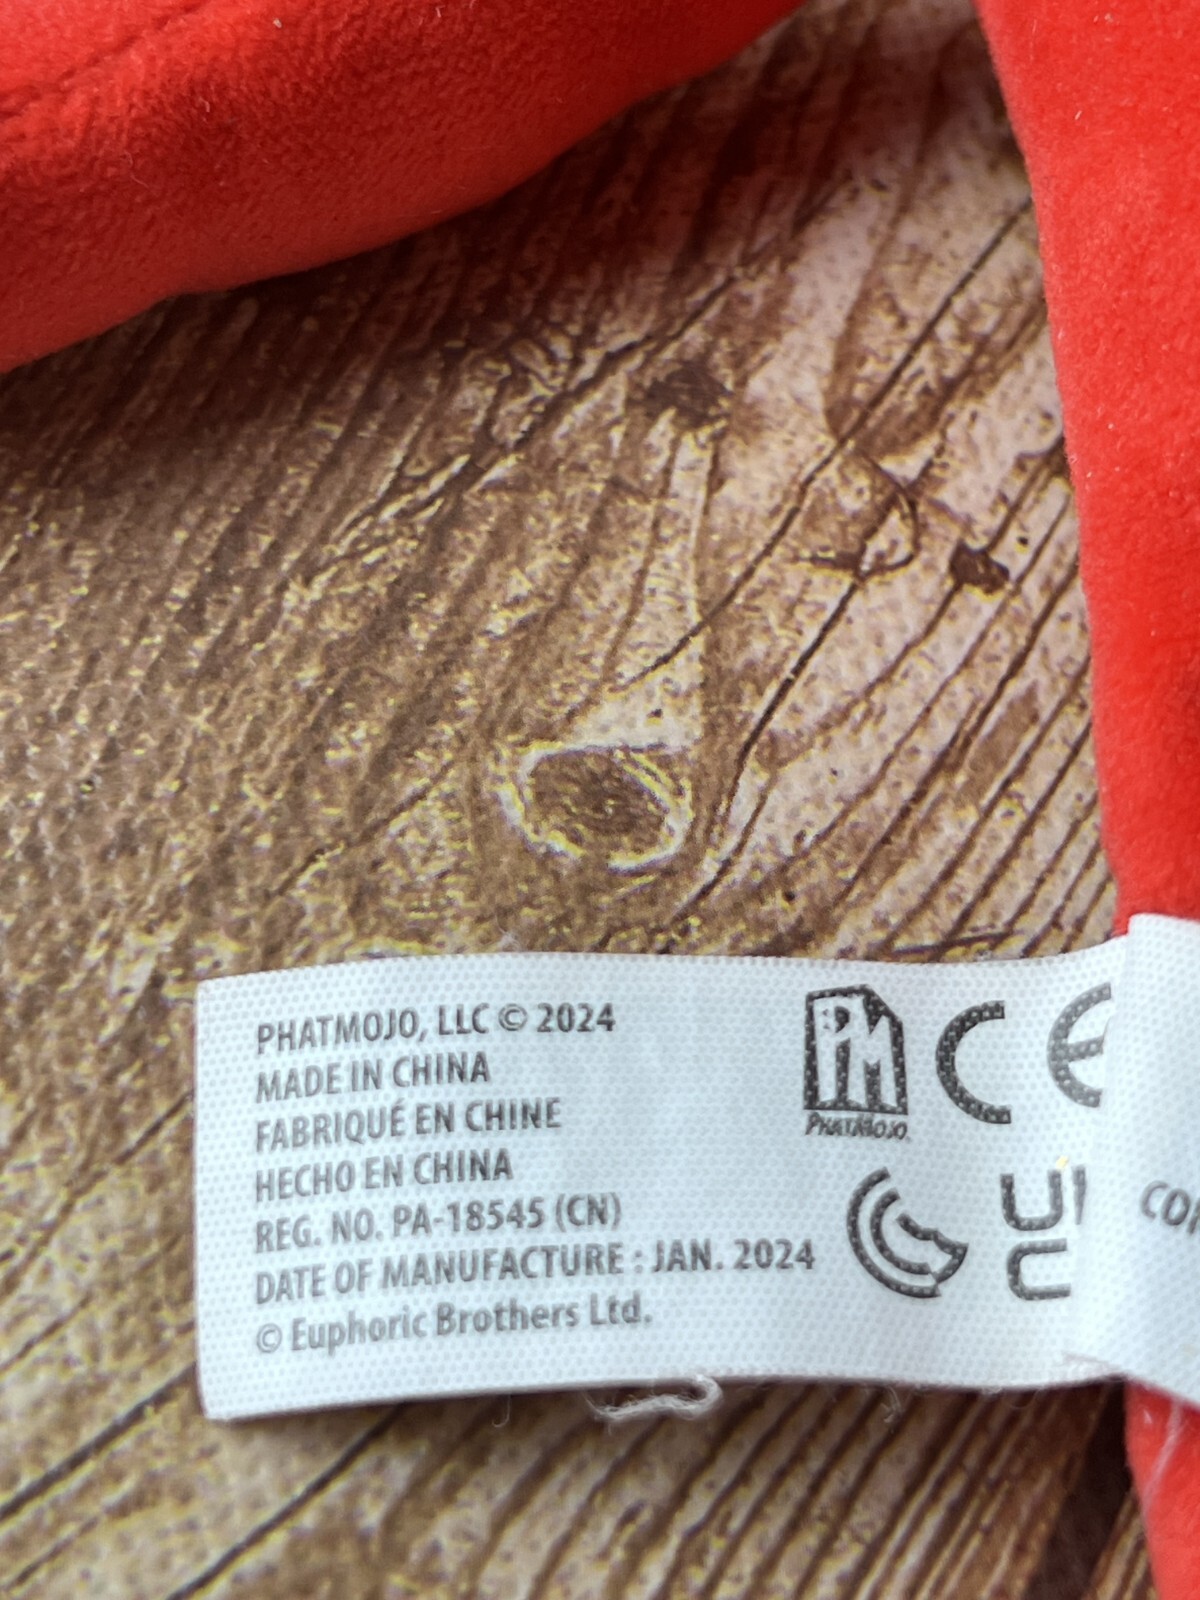 PHATMOJO, LLC © 2024
MADE IN CHINA
FABRIQUÉ EN CHINE
HECHO EN CHINA
REG. NO. PA-18545 (CN)
DATE OF MANUFACTURE : JAN. 2024
© Euphoric Brothers Ltd.
PM
PHATMOJO
CE
UK
C